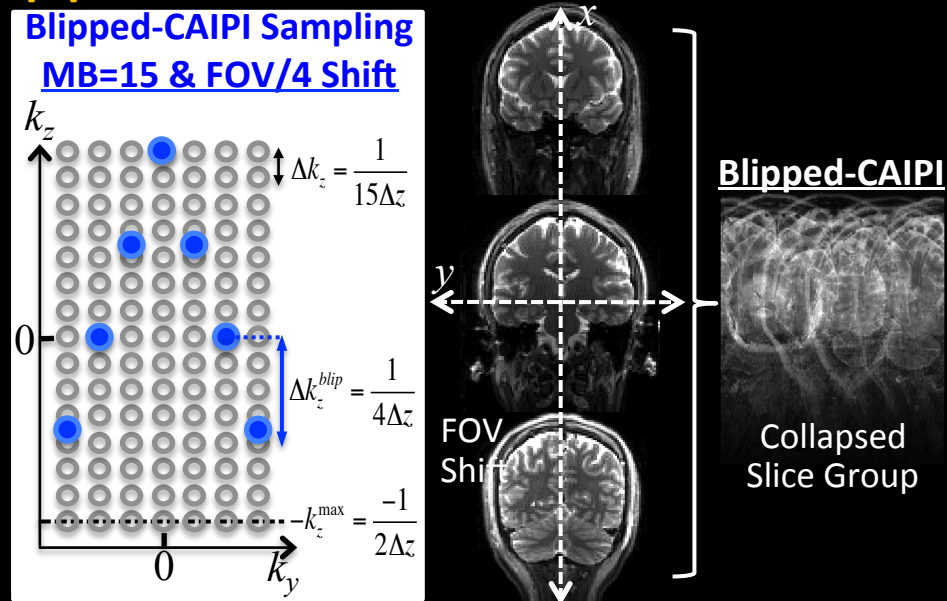 Blipped-CAIPI Sampling
MB=15 & FOV/4 Shift
k_z
Δk_z = 1/(15Δz)
0
Δk_z^blip = 1/(4Δz)
-k_z^max = -1/(2Δz)
0
k_y
x
y
FOV
Shift
Blipped-CAIPI
Collapsed
Slice Group